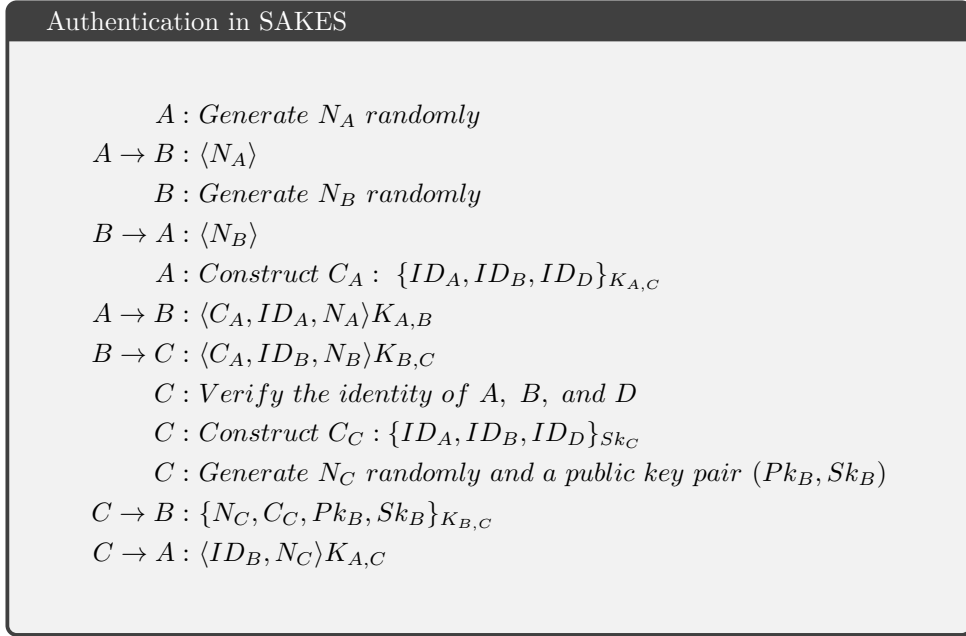 Authentication in SAKES
A : Generate N_A randomly
A → B : ⟨N_A⟩
B : Generate N_B randomly
B → A : ⟨N_B⟩
A : Construct C_A : {ID_A, ID_B, ID_D}_{K_{A,C}}
A → B : ⟨C_A, ID_A, N_A⟩K_{A,B}
B → C : ⟨C_A, ID_B, N_B⟩K_{B,C}
C : Verify the identity of A, B, and D
C : Construct C_C : {ID_A, ID_B, ID_D}_{Sk_C}
C : Generate N_C randomly and a public key pair (Pk_B, Sk_B)
C → B : {N_C, C_C, Pk_B, Sk_B}_{K_{B,C}}
C → A : ⟨ID_B, N_C⟩K_{A,C}